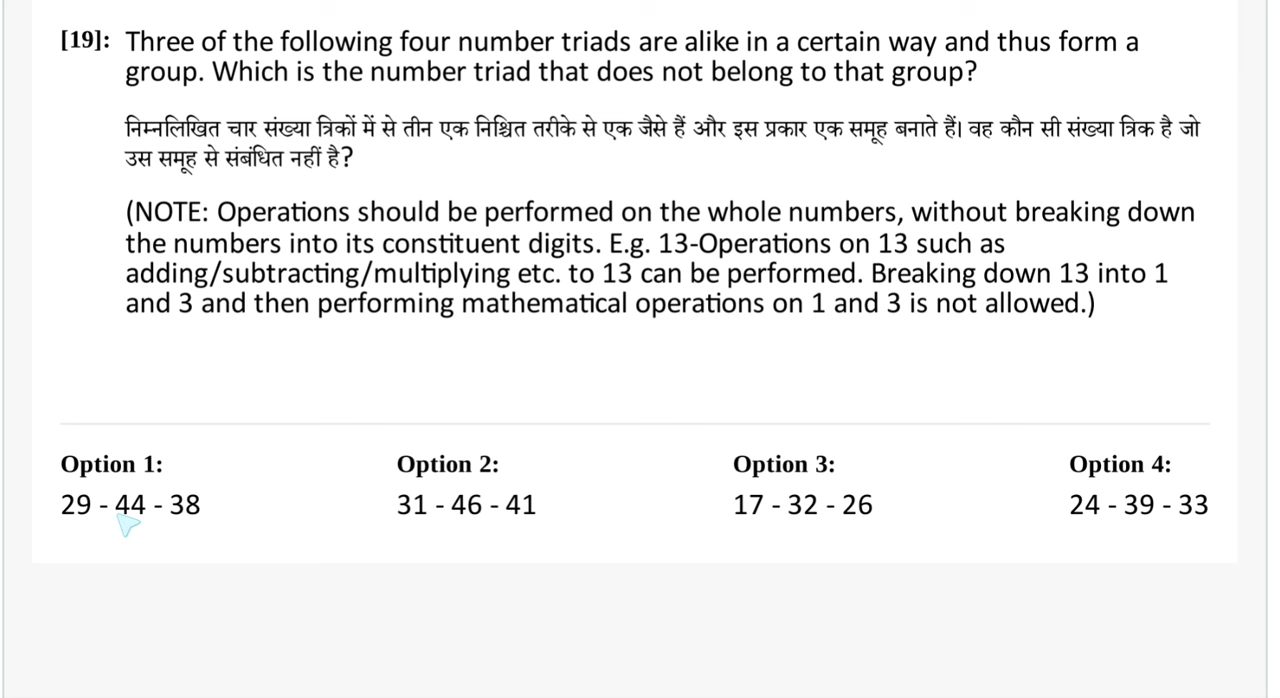 [19]: Three of the following four number triads are alike in a certain way and thus form a
group. Which is the number triad that does not belong to that group?
निम्नलिखित चार संख्या त्रिकों में से तीन एक निश्चित तरीके से एक जैसे हैं और इस प्रकार एक समूह बनाते हैं। वह कौन सी संख्या त्रिक है जो
उस समूह से संबंधित नहीं है?
(NOTE: Operations should be performed on the whole numbers, without breaking down
the numbers into its constituent digits. E.g. 13-Operations on 13 such as
adding/subtracting/multiplying etc. to 13 can be performed. Breaking down 13 into 1
and 3 and then performing mathematical operations on 1 and 3 is not allowed.)
Option 1: Option 2: Option 3: Option 4:
29 - 44 - 38 31 - 46 - 41 17 - 32 - 26 24 - 39 - 33